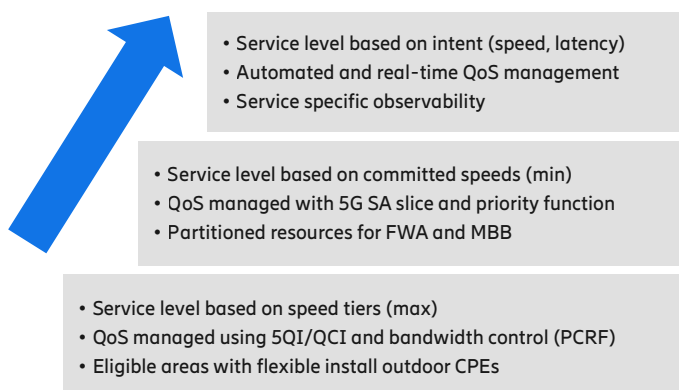 • Service level based on intent (speed, latency)
• Automated and real-time QoS management
• Service specific observability
• Service level based on committed speeds (min)
• QoS managed with 5G SA slice and priority function
• Partitioned resources for FWA and MBB
• Service level based on speed tiers (max)
• QoS managed using 5QI/QCI and bandwidth control (PCRF)
• Eligible areas with flexible install outdoor CPEs